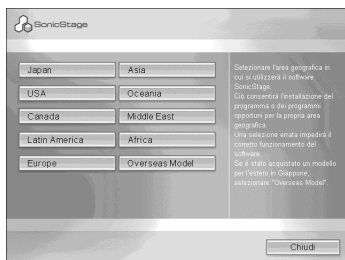 SonicStage
Japan
Asia
USA
Oceania
Canada
Middle East
Latin America
Africa
Europe
Overseas Model
Selezionare l'area geografica in
cui si utilizzerà il software
SonicStage.
Ciò consentirà l'installazione del
programma o dei programmi
opportuni per la propria area
geografica.
Una selezione errata impedirà il
corretto funzionamento del
software.
Se è stato acquistato un modello
per l'estero in Giappone,
selezionare "Overseas Model".
Chiudi